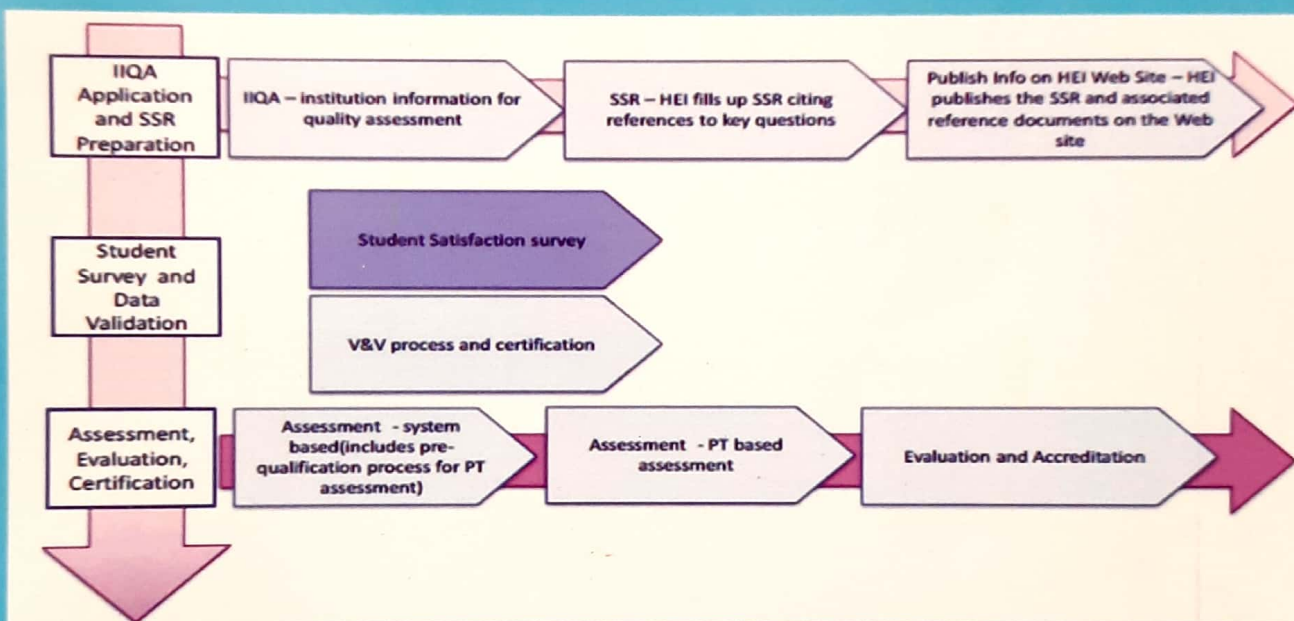 IIQA
Application
and SSR
Preparation
IIQA – institution information for
quality assessment
SSR – HEI fills up SSR citing
references to key questions
Publish Info on HEI Web Site – HEI
publishes the SSR and associated
reference documents on the Web
site
Student
Survey and
Data
Validation
Student Satisfaction survey
V&V process and certification
Assessment,
Evaluation,
Certification
Assessment - system
based(includes pre-
qualification process for PT
assessment)
Assessment - PT based
assessment
Evaluation and Accreditation